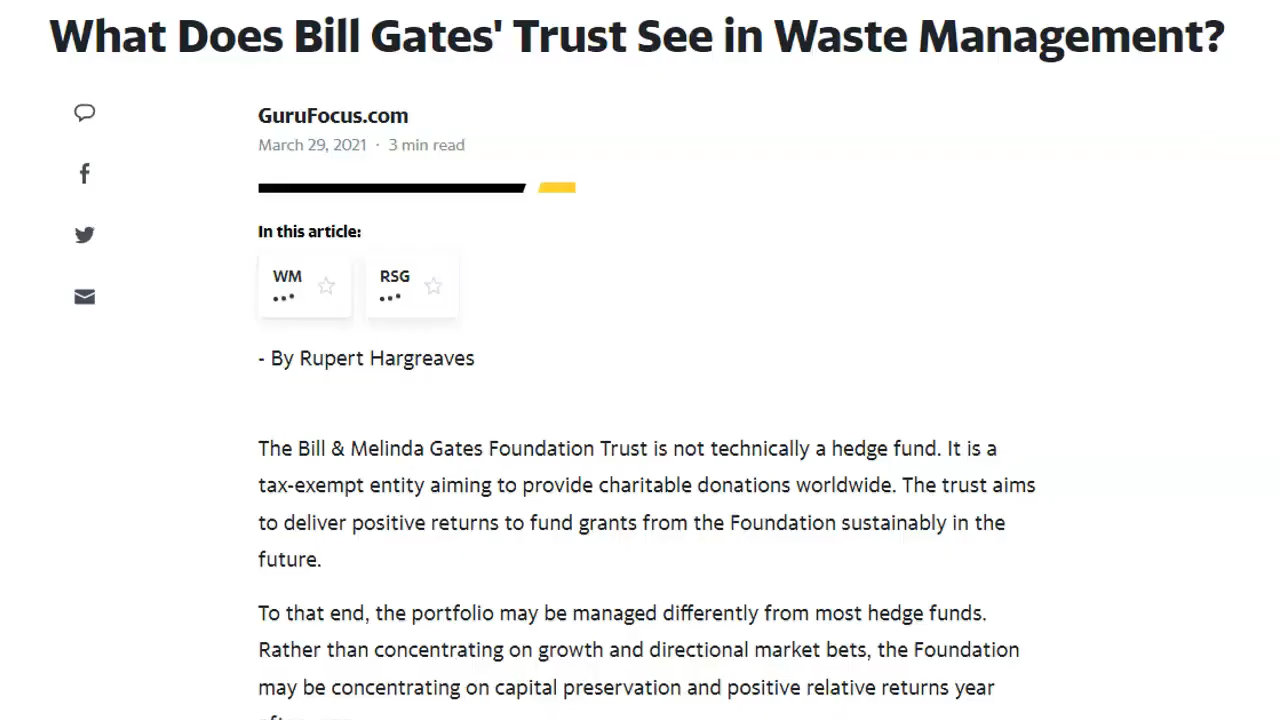 What Does Bill Gates' Trust See in Waste Management?
GuruFocus.com
March 29, 2021 · 3 min read
In this article:
WM
RSG
- By Rupert Hargreaves
The Bill & Melinda Gates Foundation Trust is not technically a hedge fund. It is a
tax-exempt entity aiming to provide charitable donations worldwide. The trust aims
to deliver positive returns to fund grants from the Foundation sustainably in the
future.
To that end, the portfolio may be managed differently from most hedge funds.
Rather than concentrating on growth and directional market bets, the Foundation
may be concentrating on capital preservation and positive relative returns year